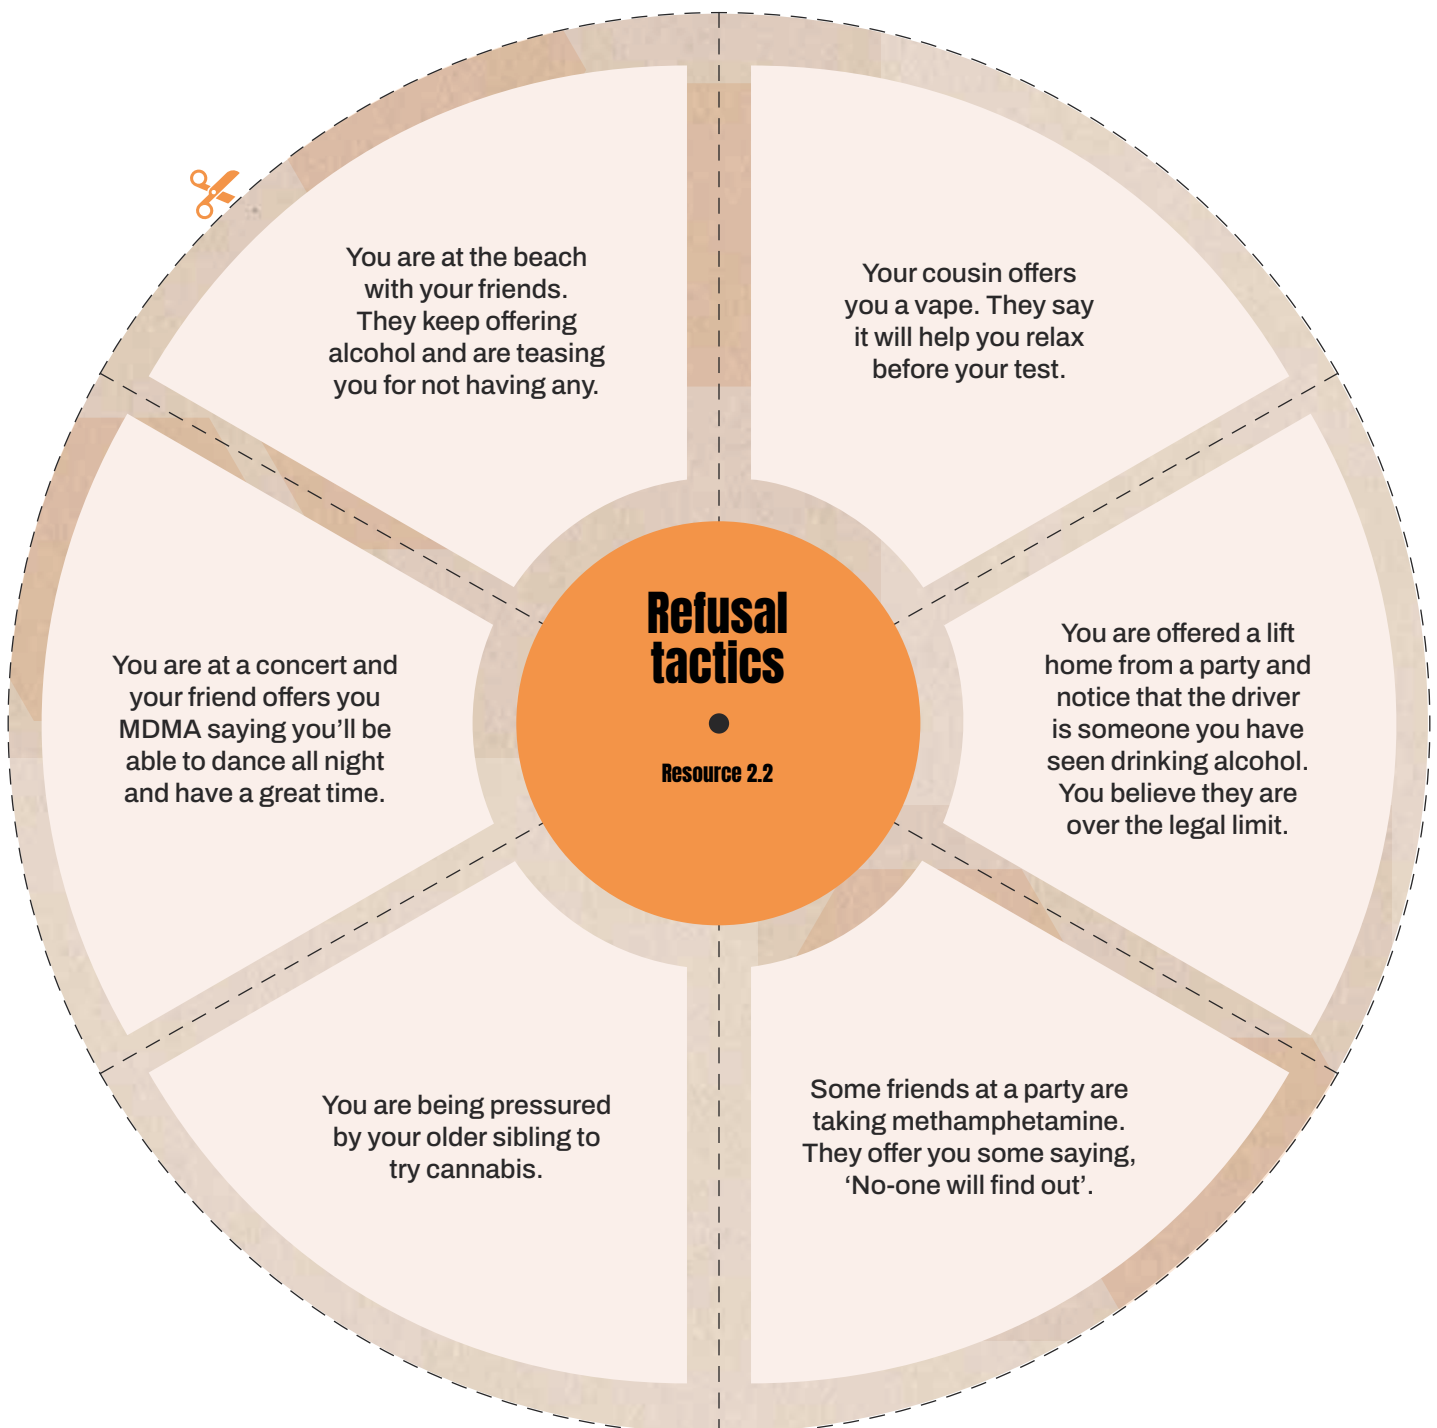 You are at the beach
with your friends.
They keep offering
alcohol and are teasing
you for not having any.
Your cousin offers
you a vape. They say
it will help you relax
before your test.
You are at a concert and
your friend offers you
MDMA saying you’ll be
able to dance all night
and have a great time.
Refusal
tactics
Resource 2.2
You are offered a lift
home from a party and
notice that the driver
is someone you have
seen drinking alcohol.
You believe they are
over the legal limit.
You are being pressured
by your older sibling to
try cannabis.
Some friends at a party are
taking methamphetamine.
They offer you some saying,
‘No-one will find out’.